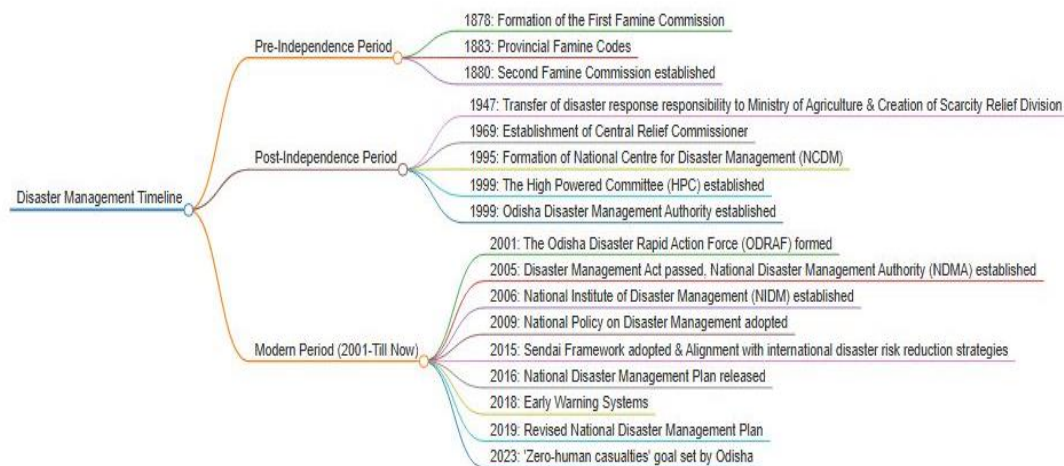 Disaster Management Timeline
Pre-Independence Period
1878: Formation of the First Famine Commission
1883: Provincial Famine Codes
1880: Second Famine Commission established
Post-Independence Period
1947: Transfer of disaster response responsibility to Ministry of Agriculture & Creation of Scarcity Relief Division
1969: Establishment of Central Relief Commissioner
1995: Formation of National Centre for Disaster Management (NCDM)
1999: The High Powered Committee (HPC) established
1999: Odisha Disaster Management Authority established
Modern Period (2001-Till Now)
2001: The Odisha Disaster Rapid Action Force (ODRAF) formed
2005: Disaster Management Act passed, National Disaster Management Authority (NDMA) established
2006: National Institute of Disaster Management (NIDM) established
2009: National Policy on Disaster Management adopted
2015: Sendai Framework adopted & Alignment with international disaster risk reduction strategies
2016: National Disaster Management Plan released
2018: Early Warning Systems
2019: Revised National Disaster Management Plan
2023: 'Zero-human casualties' goal set by Odisha